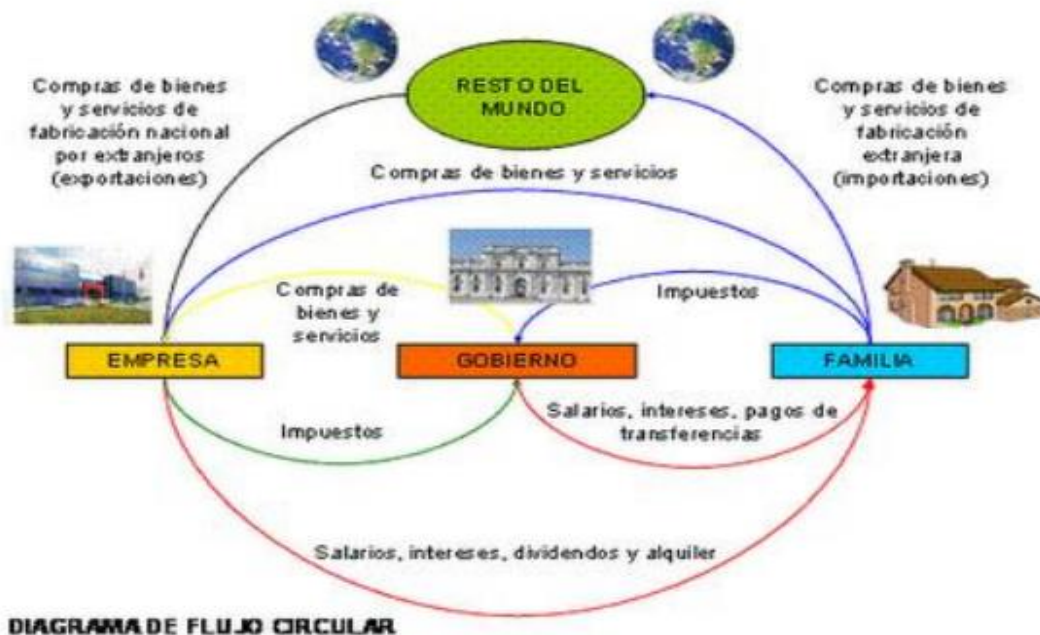 RESTO DEL
MUNDO
Compras de bienes
y servicios de
fabricación nacional
por extranjeros
(exportaciones)
Compras de bienes
y servicios de
fabricación
extranjera
(importaciones)
Compras de bienes y servicios
Compras de
bienes y
servicios
Impuestos
EMPRESA
GOBIERNO
FAMILIA
Impuestos
Salarios, intereses, pagos de
transferencias
Salarios, intereses, dividendos y alquiler
DIAGRAMA DE FLUJO CIRCULAR